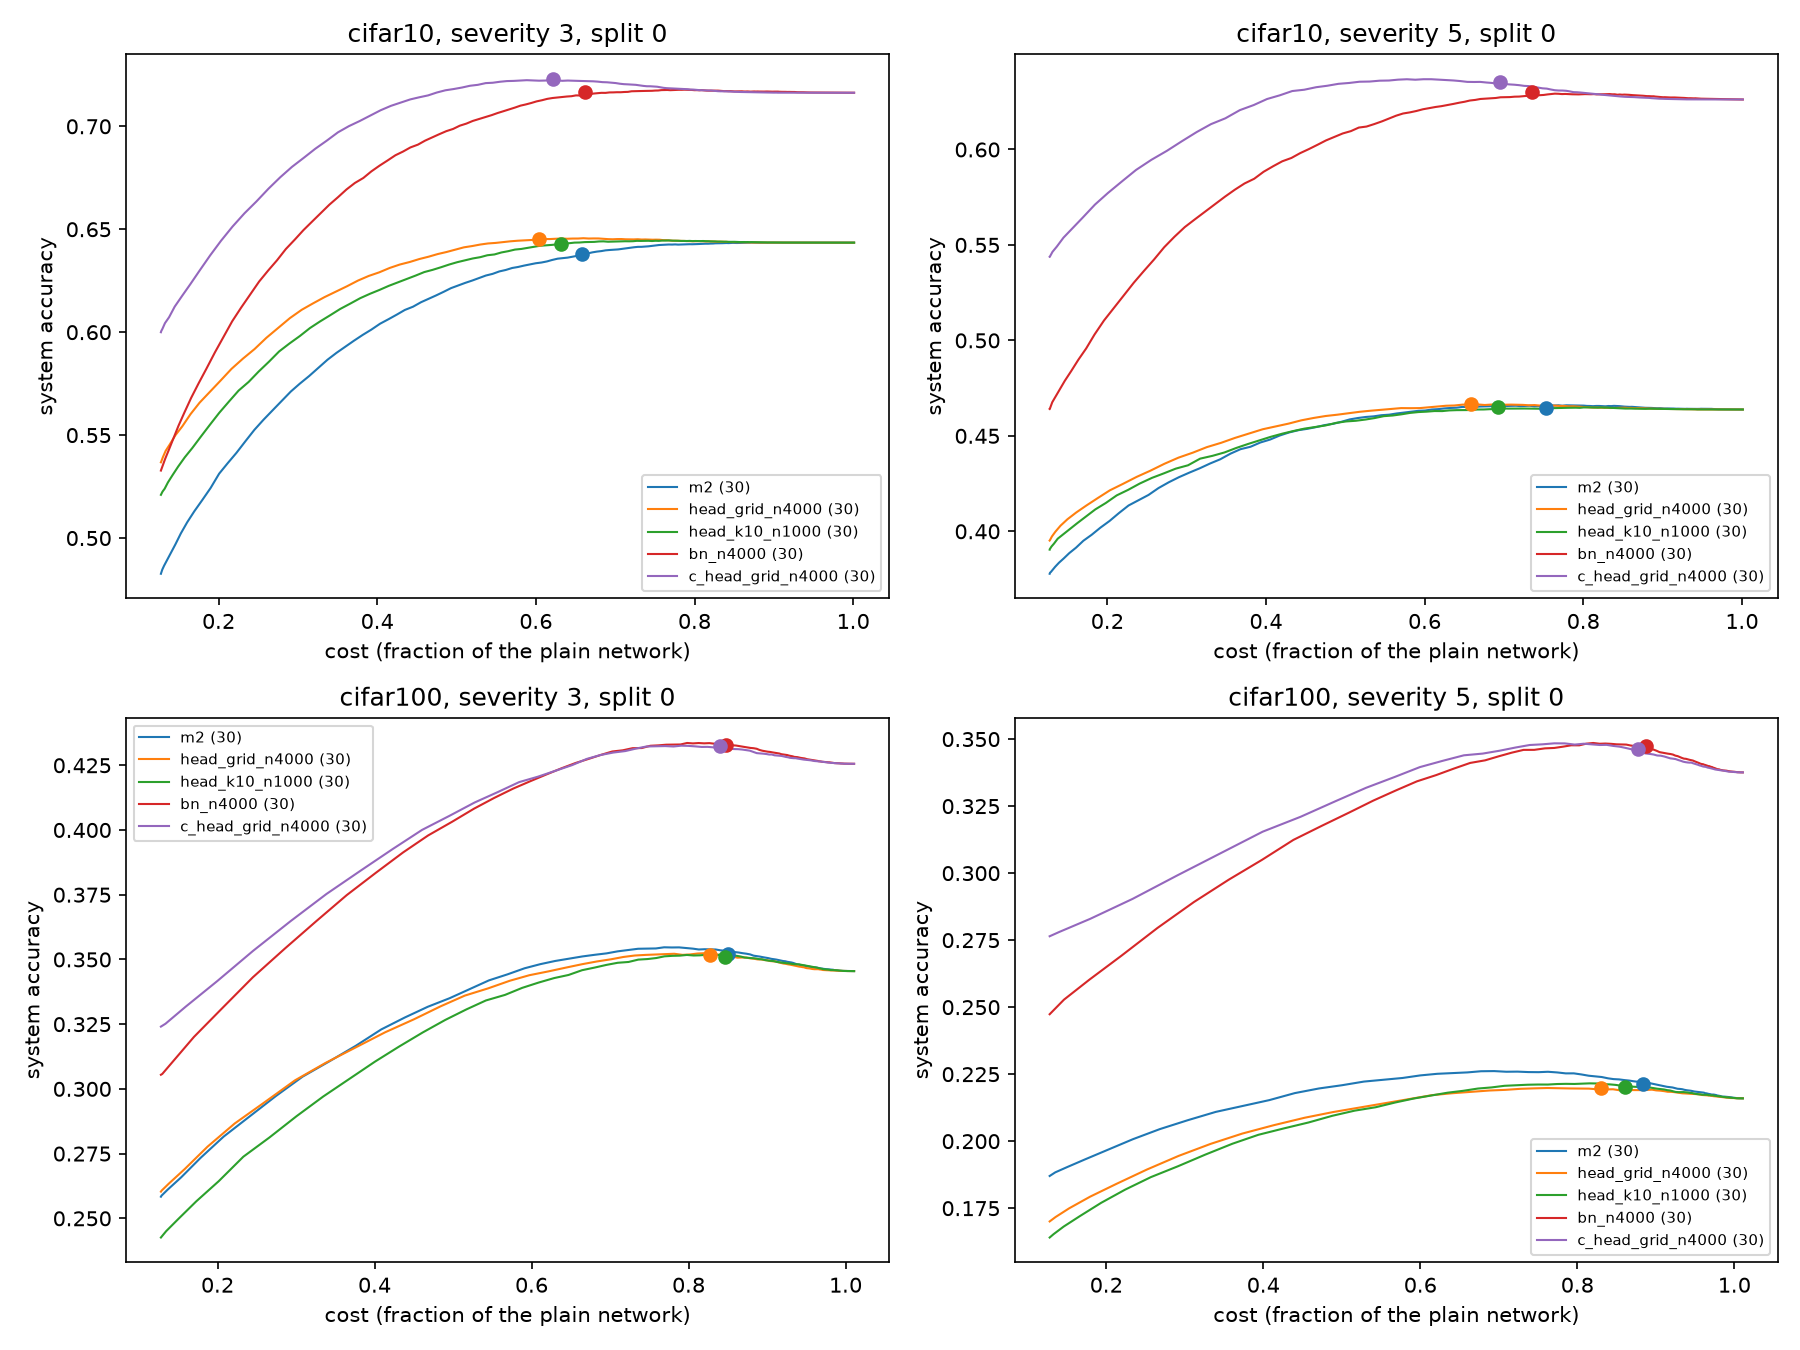 cifar10, severity 3, split 0
system accuracy
0.70
0.65
0.60
0.55
0.50
m2 (30)
head_grid_n4000 (30)
head_k10_n1000 (30)
bn_n4000 (30)
c_head_grid_n4000 (30)
0.2 0.4 0.6 0.8 1.0
cost (fraction of the plain network)
cifar10, severity 5, split 0
system accuracy
0.60
0.55
0.50
0.45
0.40
m2 (30)
head_grid_n4000 (30)
head_k10_n1000 (30)
bn_n4000 (30)
c_head_grid_n4000 (30)
0.2 0.4 0.6 0.8 1.0
cost (fraction of the plain network)
cifar100, severity 3, split 0
system accuracy
0.425
0.400
0.375
0.350
0.325
0.300
0.275
0.250
m2 (30)
head_grid_n4000 (30)
head_k10_n1000 (30)
bn_n4000 (30)
c_head_grid_n4000 (30)
0.2 0.4 0.6 0.8 1.0
cost (fraction of the plain network)
cifar100, severity 5, split 0
system accuracy
0.350
0.325
0.300
0.275
0.250
0.225
0.200
0.175
m2 (30)
head_grid_n4000 (30)
head_k10_n1000 (30)
bn_n4000 (30)
c_head_grid_n4000 (30)
0.2 0.4 0.6 0.8 1.0
cost (fraction of the plain network)